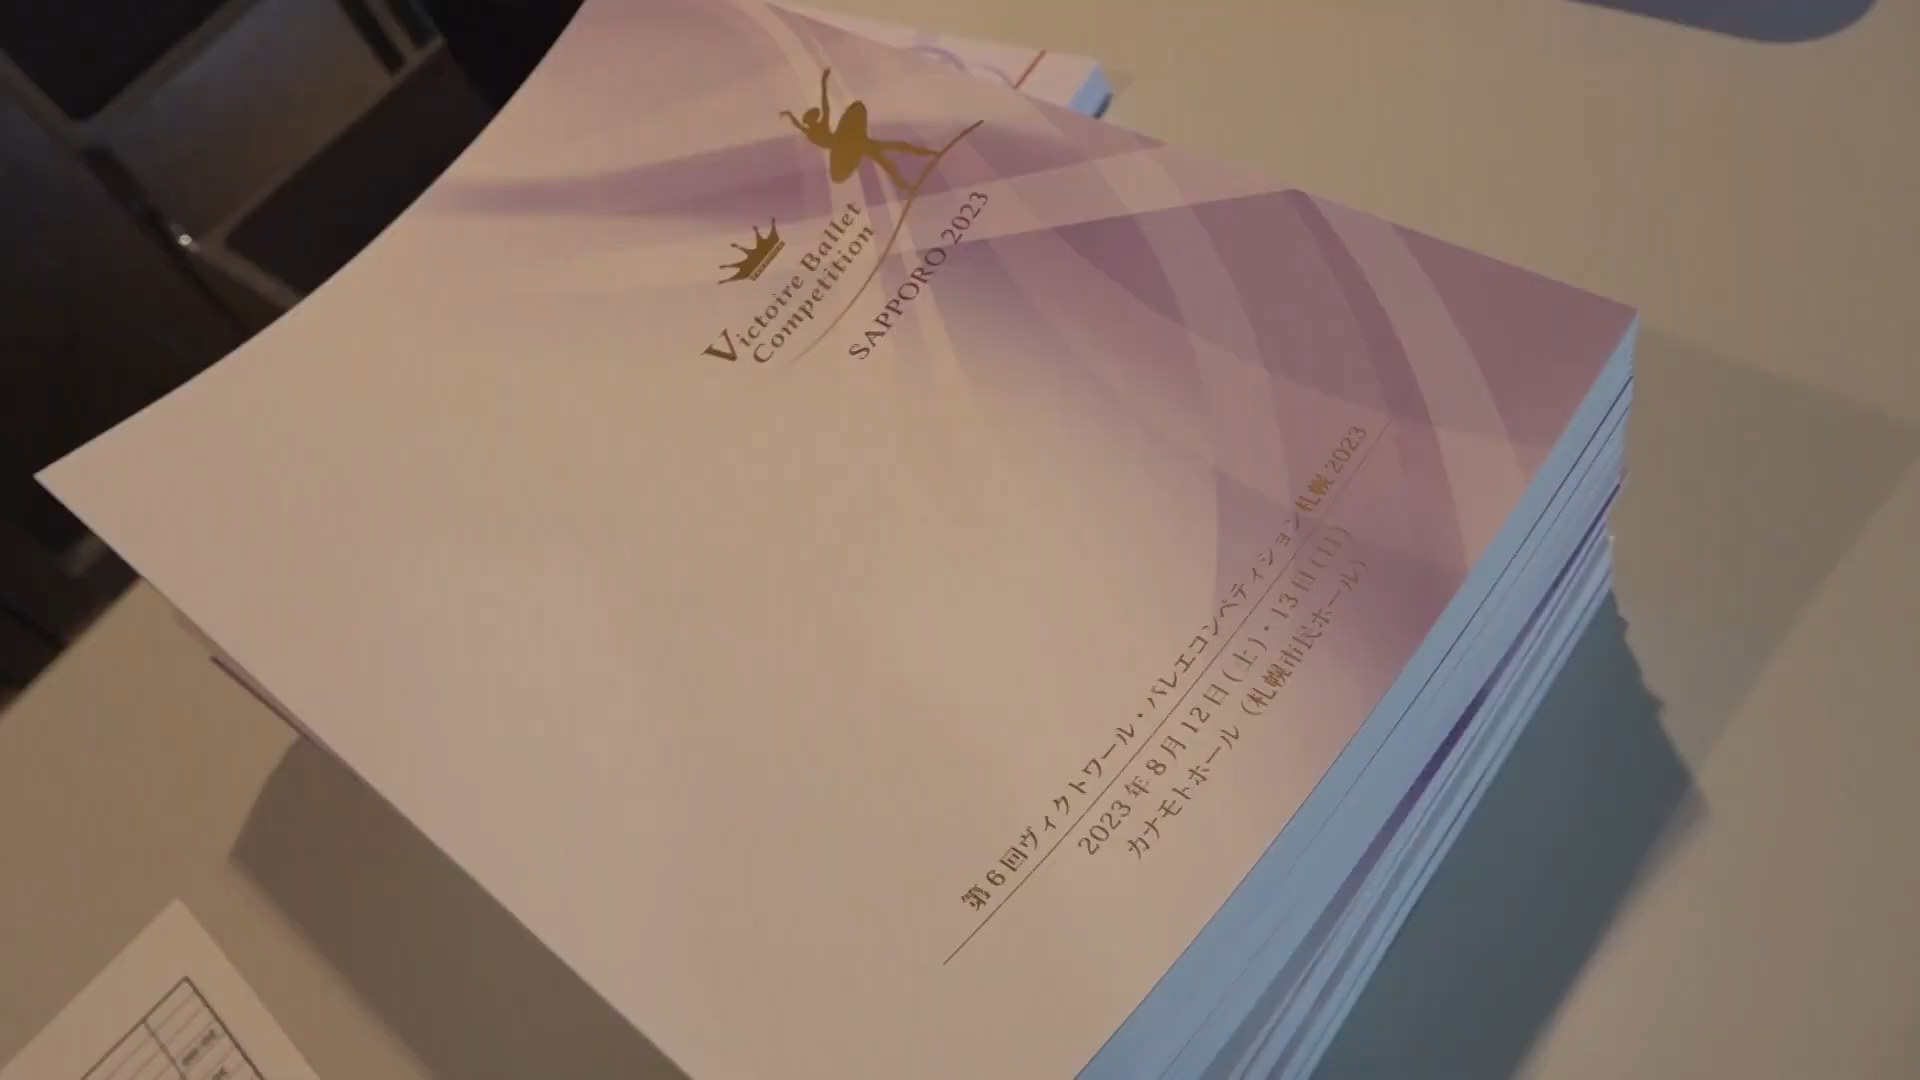 Victoire Ballet
Competition
SAPPORO 2023
第6回ヴィクトワール・バレエコンペティション札幌2023
2023年8月12日(土)・13日(日)
カナモトホール（札幌市民ホール）